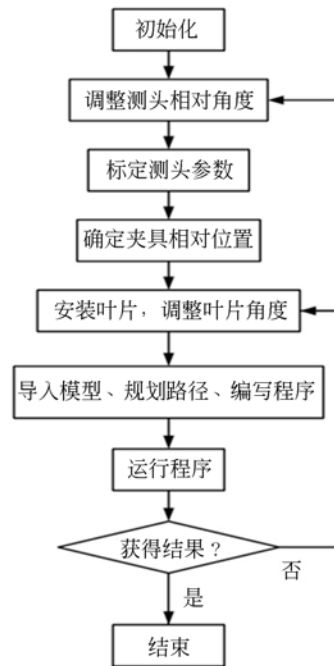 初始化
调整测头相对角度
标定测头参数
确定夹具相对位置
安装叶片，调整叶片角度
导入模型、规划路径、编写程序
运行程序
获得结果？
否
是
结束